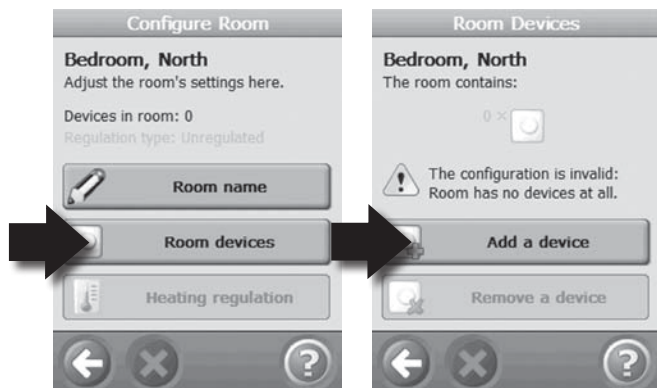 Configure Room
Bedroom, North
Adjust the room's settings here.
Devices in room: 0
Regulation type: Unregulated
Room name
Room devices
Heating regulation
?
Room Devices
Bedroom, North
The room contains:
0 ×
! The configuration is invalid:
Room has no devices at all.
Add a device
Remove a device
?